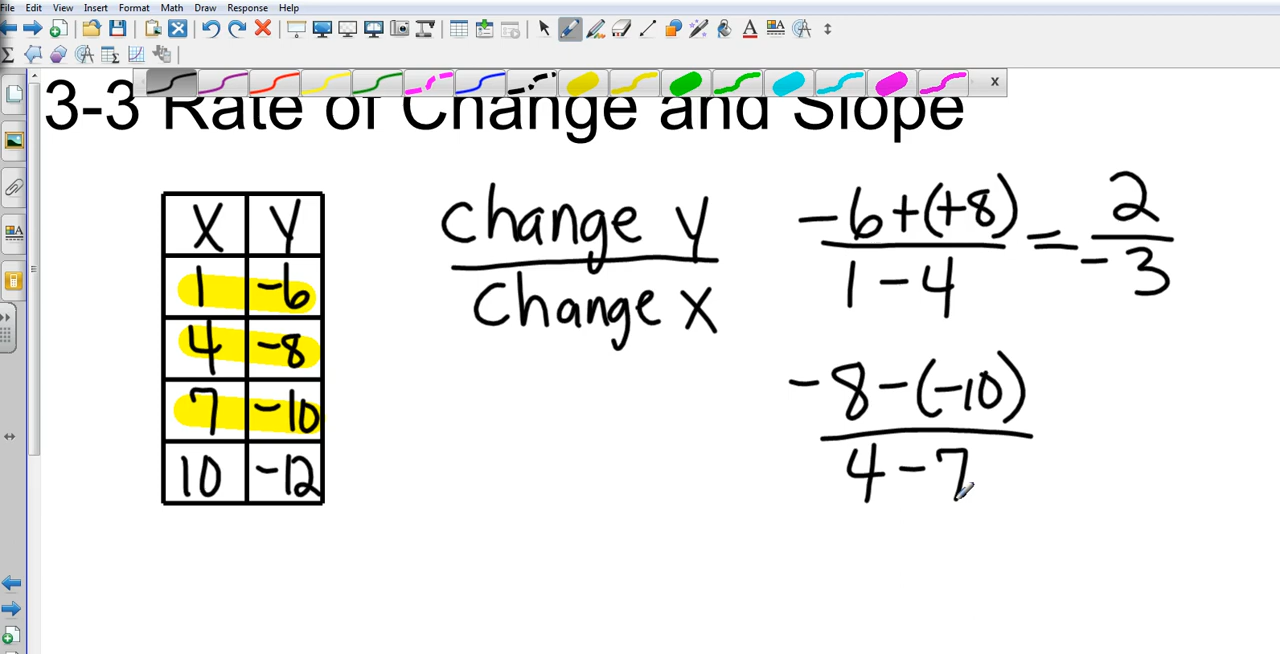 File Edit View Insert Format Math Draw Response Help
3-3 Rate of Change and Slope
X Y
1 -6
4 -8
7 -10
10 -12
change y
change x
-6+(+8)
1-4
= 2
-3
-8-(-10)
4-7